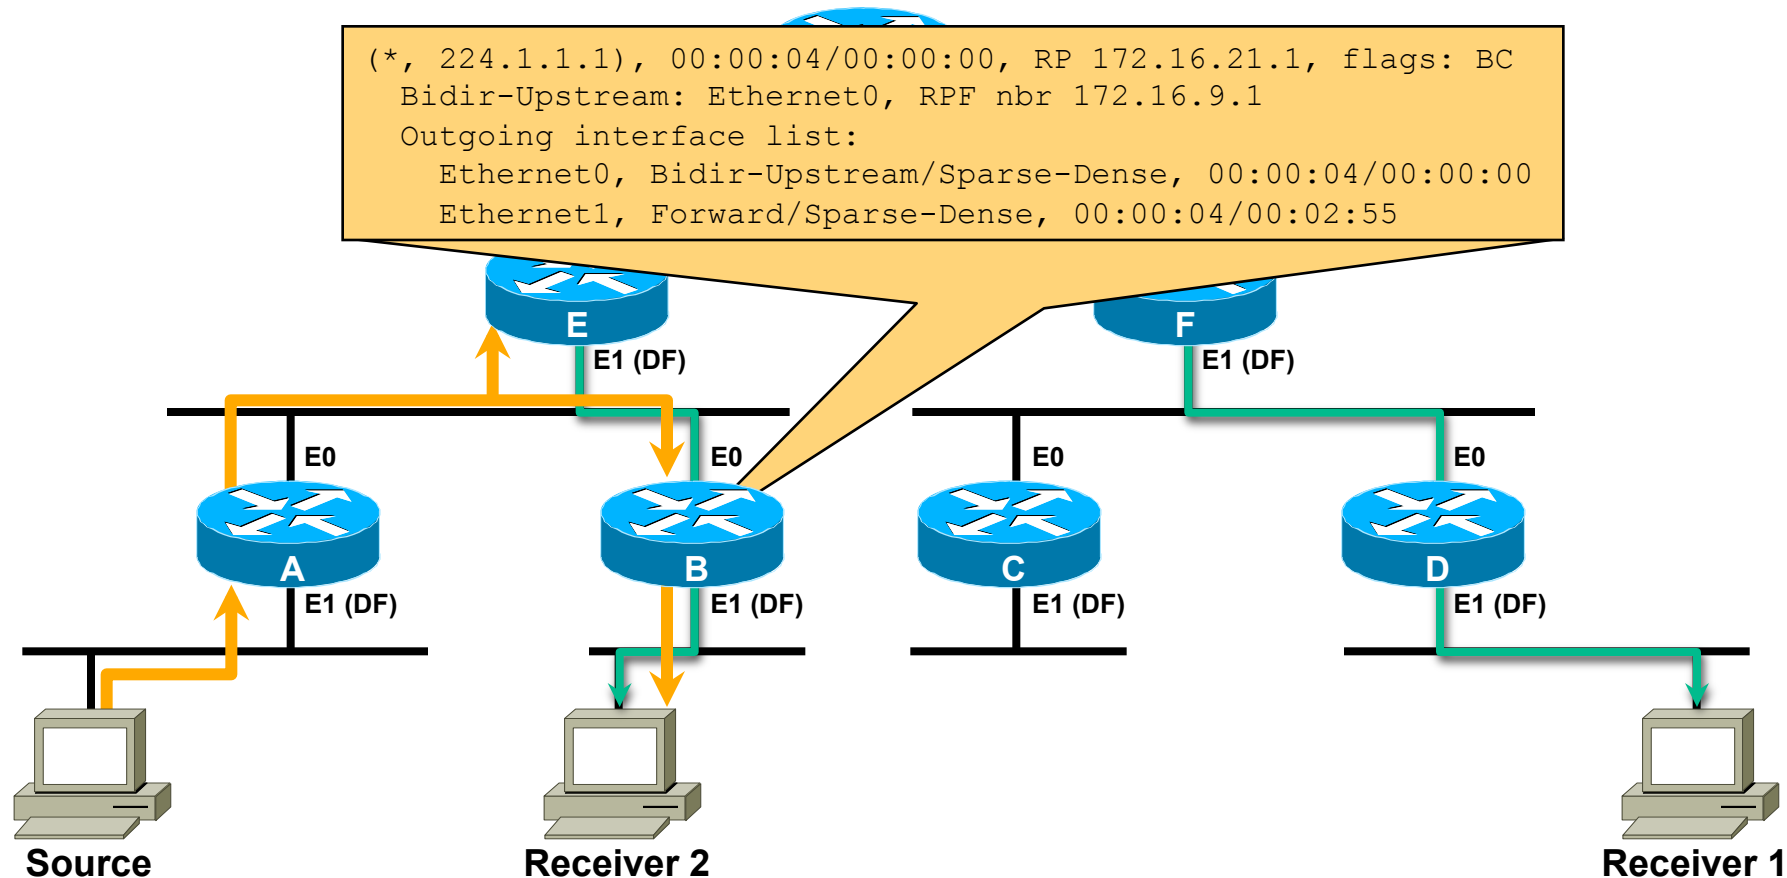 (*, 224.1.1.1), 00:00:04/00:00:00, RP 172.16.21.1, flags: BC
Bidir-Upstream: Ethernet0, RPF nbr 172.16.9.1
Outgoing interface list:
Ethernet0, Bidir-Upstream/Sparse-Dense, 00:00:04/00:00:00
Ethernet1, Forward/Sparse-Dense, 00:00:04/00:02:55
E
F
E1 (DF)
E1 (DF)
E0
E0
E0
E0
A
B
C
D
E1 (DF)
E1 (DF)
E1 (DF)
E1 (DF)
Source
Receiver 2
Receiver 1